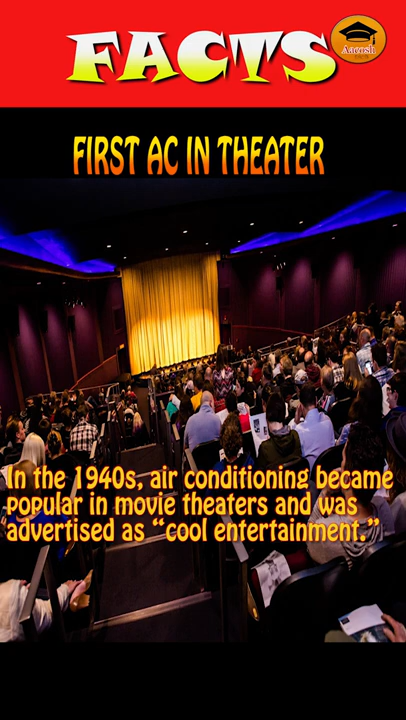 FACTS
Aacosh
FIRST AC IN THEATER
In the 1940s, air conditioning became
popular in movie theaters and was
advertised as “cool entertainment.”